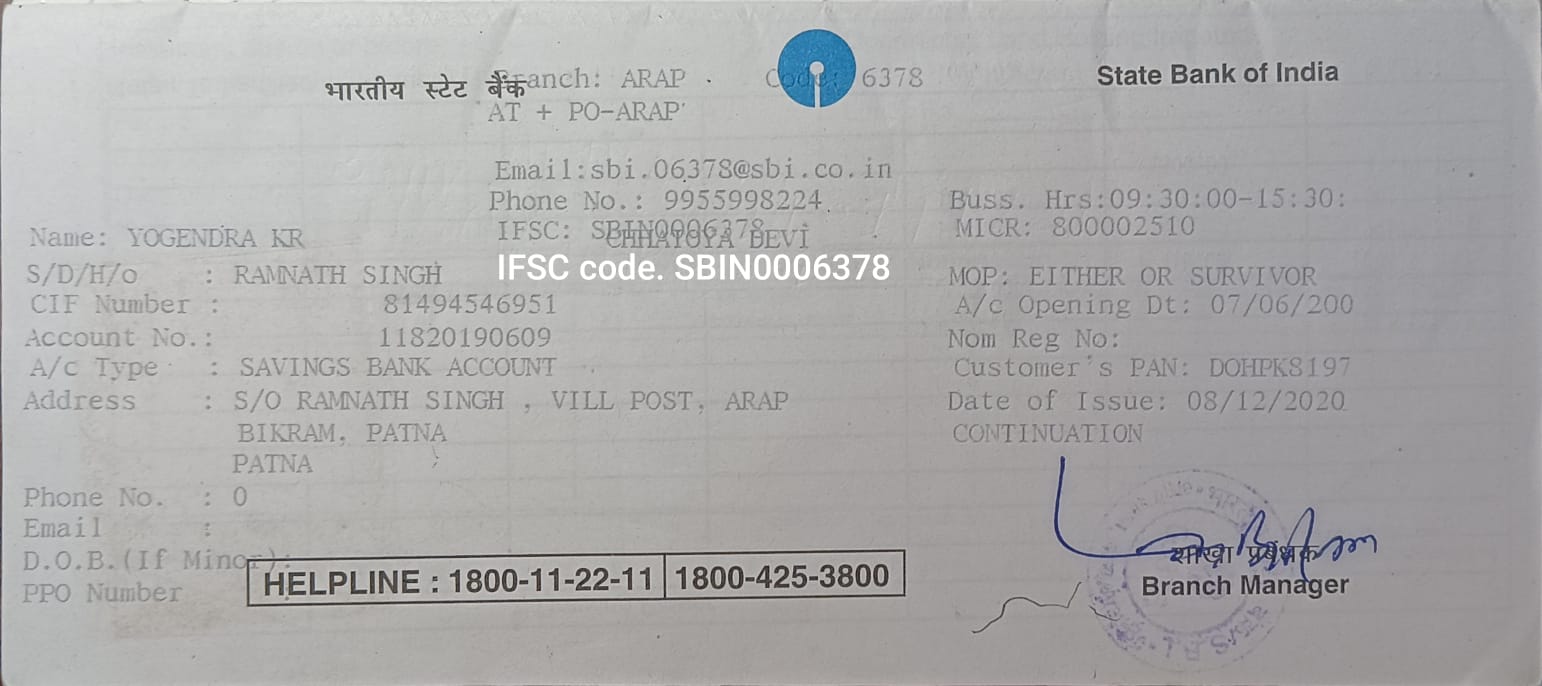 भारतीय स्टेट बैंक
Branch: ARAP Code: 6378
State Bank of India
AT + PO-ARAP
Email:sbi.06378@sbi.co.in
Phone No.: 9955998224 Buss. Hrs:09:30:00-15:30:
Name: YOGENDRA KR IFSC: SBIN0006378 DEVI MICR: 800002510
IFSC code. SBIN0006378
S/D/H/o : RAMNATH SINGH MOP: EITHER OR SURVIVOR
CIF Number : 81494546951 A/c Opening Dt: 07/06/200
Account No.: 11820190609 Nom Reg No:
A/c Type : SAVINGS BANK ACCOUNT Customer's PAN: DOHPK8197
Address : S/O RAMNATH SINGH , VILL POST, ARAP Date of Issue: 08/12/2020
BIKRAM, PATNA CONTINUATION
PATNA
Phone No. : 0
Email :
D.O.B.(If Minor):
PPO Number
HELPLINE : 1800-11-22-11 1800-425-3800
शाखा प्रबंधक
Branch Manager